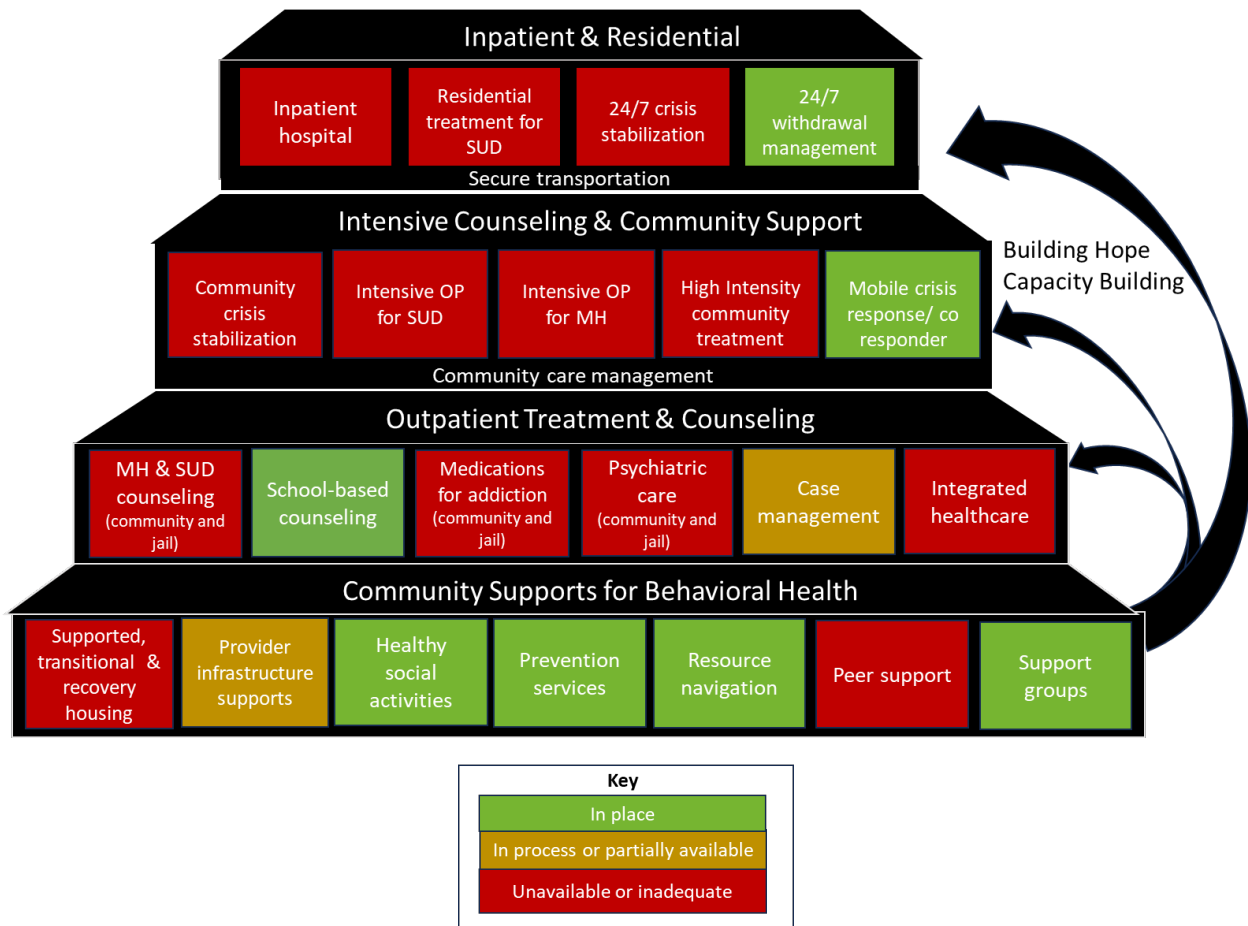 Inpatient & Residential
Inpatient
hospital
Residential
treatment for
SUD
24/7 crisis
stabilization
24/7
withdrawal
management
Secure transportation
Intensive Counseling & Community Support
Community
crisis
stabilization
Intensive OP
for SUD
Intensive OP
for MH
High Intensity
community
treatment
Mobile crisis
response/ co
responder
Community care management
Building Hope
Capacity Building
Outpatient Treatment & Counseling
MH & SUD
counseling
(community and
jail)
School-based
counseling
Medications
for addiction
(community and
jail)
Psychiatric
care
(community and
jail)
Case
management
Integrated
healthcare
Community Supports for Behavioral Health
Supported,
transitional &
recovery
housing
Provider
infrastructure
supports
Healthy
social
activities
Prevention
services
Resource
navigation
Peer support
Support
groups
Key
In place
In process or partially available
Unavailable or inadequate